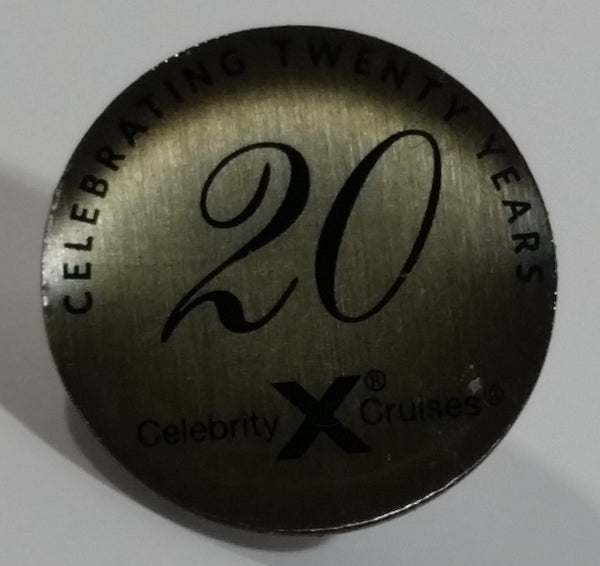 CELEBRATING TWENTY YEARS
20
Celebrity X® Cruises®